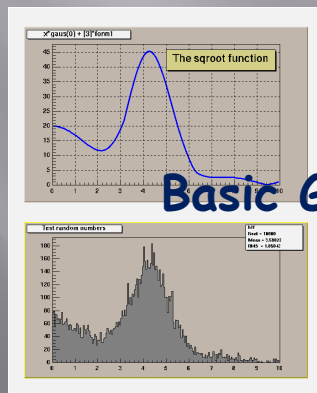 x*gaus(0) + [3]*form1
The sqroot function
45
40
35
30
25
20
15
10
5
0
0 1 2 3 4 5 6 7 8 9 10
Basic
Test random numbers
Nent = 10000
180
160
140
120
100
80
60
40
20
0
0 1 2 3 4 5 6 7 8 9 10